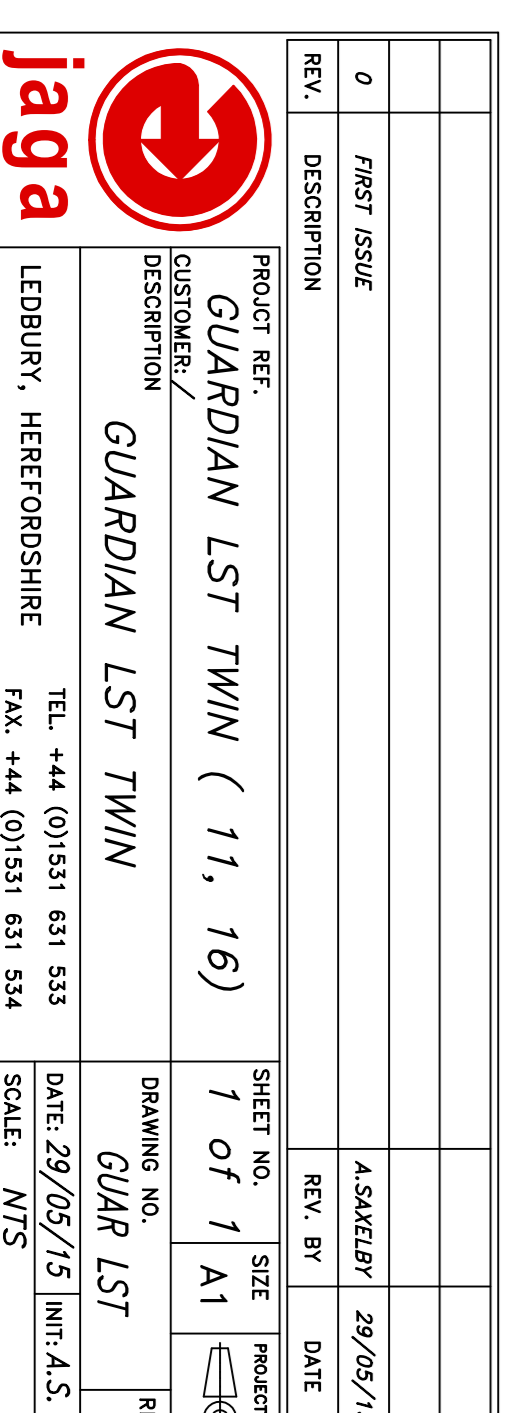 0 FIRST ISSUE A.SAXELBY
REV. DESCRIPTION REV. BY DATE
PROJCT REF.
GUARDIAN LST TWIN ( 11, 16)
CUSTOMER: /
SHEET NO.
1 of 1
SIZE
A1
DESCRIPTION
GUARDIAN LST TWIN
DRAWING NO.
GUAR LST
jaga
LEDBURY, HEREFORDSHIRE
TEL. +44 (0)1531 631 533
FAX. +44 (0)1531 631 534
DATE: 29/05/15
INIT: A.S.
SCALE: NTS